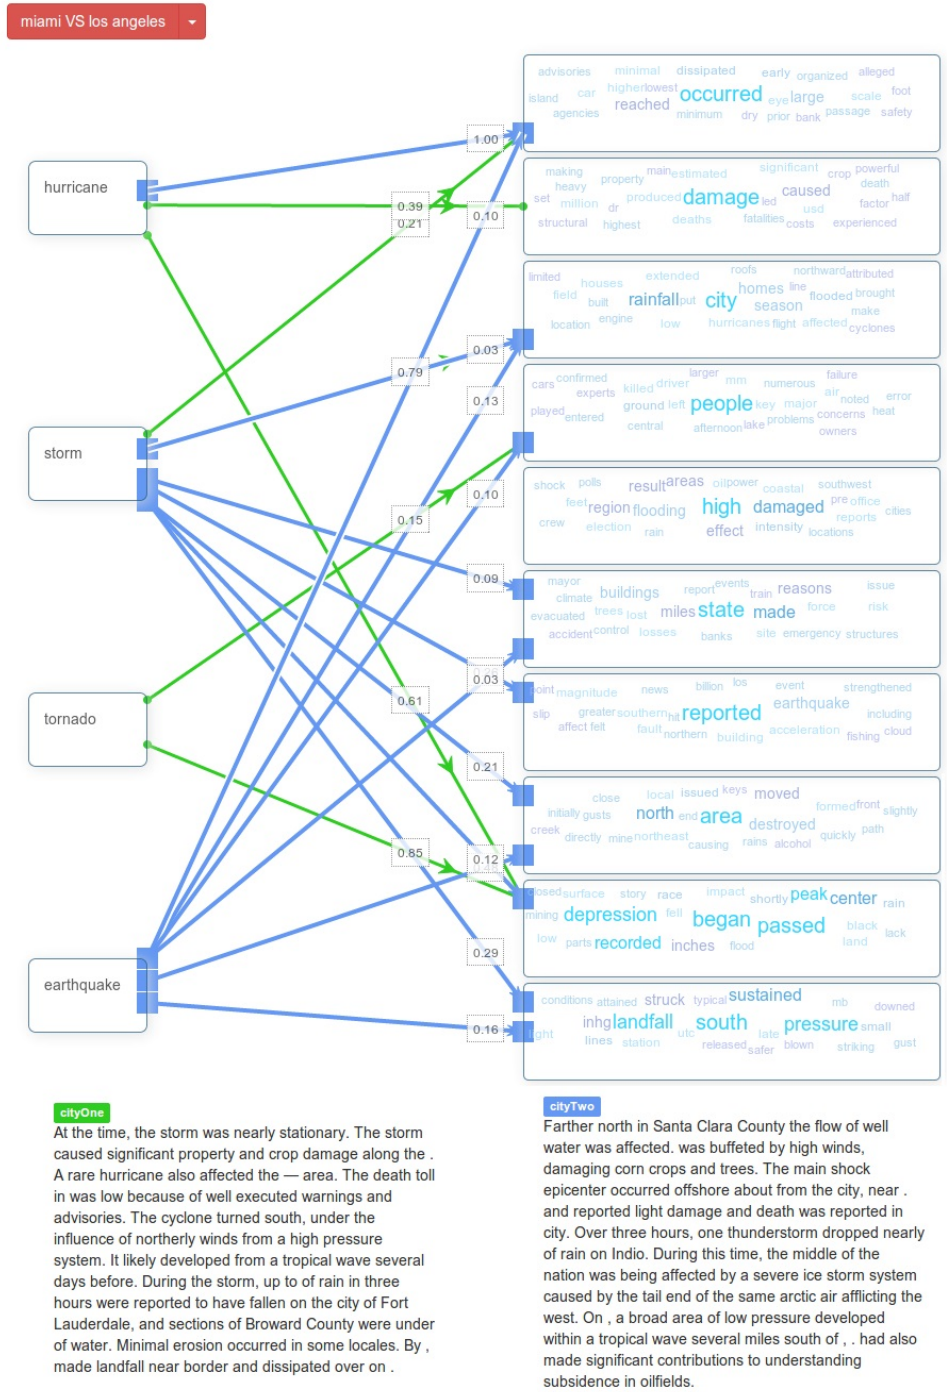 miami VS los angeles
hurricane
storm
tornado
earthquake
1.00
0.39
0.21
0.10
0.03
0.79
0.13
0.10
0.15
0.09
0.03
0.61
0.21
0.85
0.12
0.29
0.16
advisories minimal dissipated early organized alleged
island car higher lowest occurred eye large scale foot
agencies reached minimum dry prior bank passage safety
making property main estimated significant crop powerful
heavy death
set million produced damage led caused factor half
dr usd
structural highest deaths fatalities costs experienced
limited houses extended roofs northward attributed
field built rainfall put city homes line flooded brought
season make
location engine low hurricanes flight affected cyclones
cars confirmed killed driver larger mm numerous failure
experts air noted error
played entered ground left people key major concerns heat
central afternoon lake problems owners
shock polls result areas oil power coastal southwest
feet region flooding high damaged pre office
reports cities
crew election rain effect intensity locations
mayor climate buildings report events train reasons issue
evacuated trees lost miles state made force risk
accident control losses banks site emergency structures
point magnitude news billion los event strengthened
slip greater southern hit reported earthquake including
affect felt fault northern building acceleration fishing cloud
close local issued keys moved
initially gusts north end area formed front slightly
destroyed
creek directly mine northeast causing rains alcohol quickly path
closed surface story race impact shortly peak center rain
mining depression fell began passed black lack
low parts recorded inches flood land
conditions attained struck typical sustained mb downed
light inhg landfall south utc late pressure small
lines station released safer blown striking gust
cityOne
At the time, the storm was nearly stationary. The storm
caused significant property and crop damage along the .
A rare hurricane also affected the — area. The death toll
in was low because of well executed warnings and
advisories. The cyclone turned south, under the
influence of northerly winds from a high pressure
system. It likely developed from a tropical wave several
days before. During the storm, up to of rain in three
hours were reported to have fallen on the city of Fort
Lauderdale, and sections of Broward County were under
of water. Minimal erosion occurred in some locales. By ,
made landfall near border and dissipated over on .
cityTwo
Farther north in Santa Clara County the flow of well
water was affected. was buffeted by high winds,
damaging corn crops and trees. The main shock
epicenter occurred offshore about from the city, near .
and reported light damage and death was reported in
city. Over three hours, one thunderstorm dropped nearly
of rain on Indio. During this time, the middle of the
nation was being affected by a severe ice storm system
caused by the tail end of the same arctic air afflicting the
west. On , a broad area of low pressure developed
within a tropical wave several miles south of , . had also
made significant contributions to understanding
subsidence in oilfields.